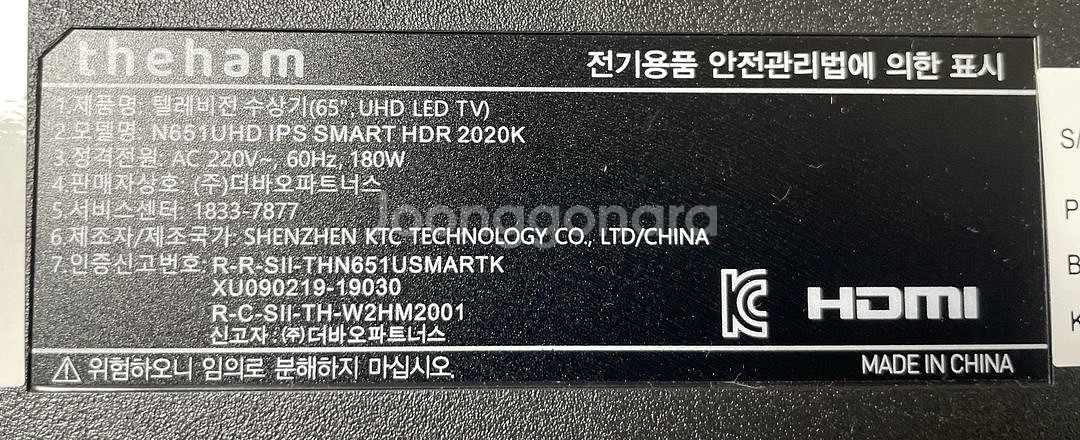 theham
전기용품 안전관리법에 의한 표시
1.제품명: 텔레비전 수상기(65",UHD LED TV)
2.모델명: N651UHD IPS SMART HDR 2020K
3.정격전원: AC 220V~, 60Hz, 180W
4.판매자상호: (주)더바오파트너스
5.서비스센터: 1833-7877
joonggonara
6.제조자/제조국가: SHENZHEN KTC TECHNOLOGY CO., LTD/CHINA
7.인증신고번호: R-R-SII-THN651USMARTK
XU090219-19030
R-C-SII-TH-W2HM2001
신고자 : ㈜더바오파트너스
HDMI
⚠ 위험하오니 임의로 분해하지 마십시오.
MADE IN CHINA
S/
P
B
K